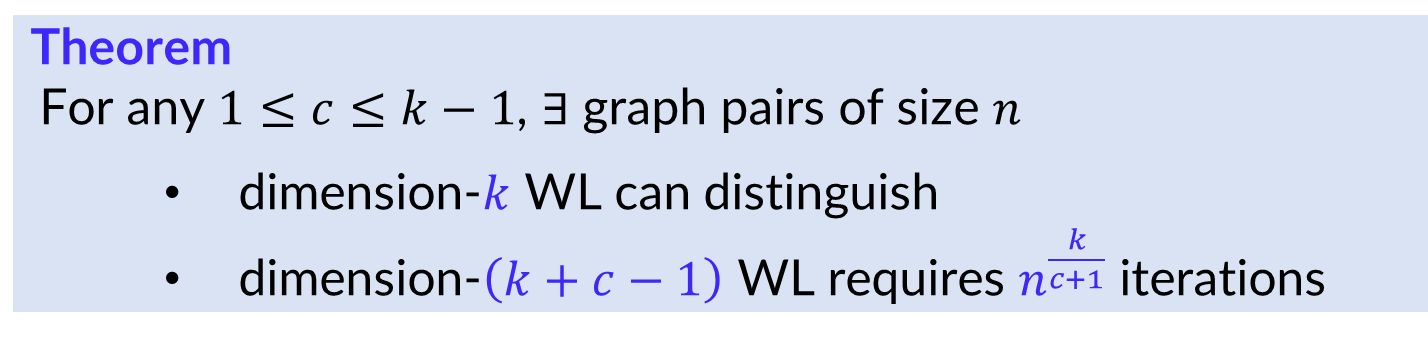 Theorem
For any 1 ≤ c ≤ k − 1, ∃ graph pairs of size n
• dimension-k WL can distinguish
• dimension-(k + c − 1) WL requires n^{\frac{k}{c+1}} iterations